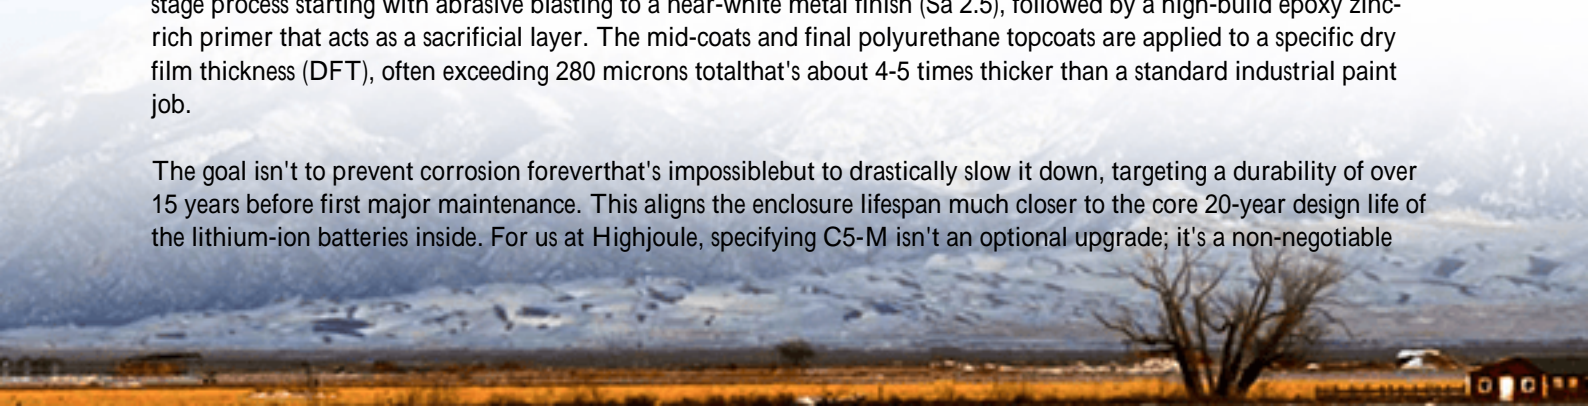 stage process starting with abrasive blasting to a near-white metal finish (Sa 2.5), followed by a high-build epoxy zinc-
rich primer that acts as a sacrificial layer. The mid-coats and final polyurethane topcoats are applied to a specific dry
film thickness (DFT), often exceeding 280 microns totalthat's about 4-5 times thicker than a standard industrial paint
job.
The goal isn't to prevent corrosion foreverthat's impossiblebut to drastically slow it down, targeting a durability of over
15 years before first major maintenance. This aligns the enclosure lifespan much closer to the core 20-year design life of
the lithium-ion batteries inside. For us at Highjoule, specifying C5-M isn't an optional upgrade; it's a non-negotiable